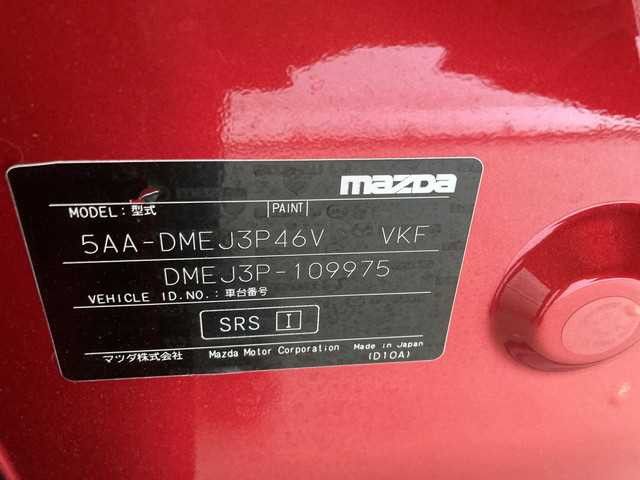 mazda
MODEL：型式 PAINT
5AA-DMEJ3P46V VKF
DMEJ3P-109975
VEHICLE ID.NO.：車台番号
SRS I
マツダ株式会社 Mazda Motor Corporation Made in Japan
(D10A)